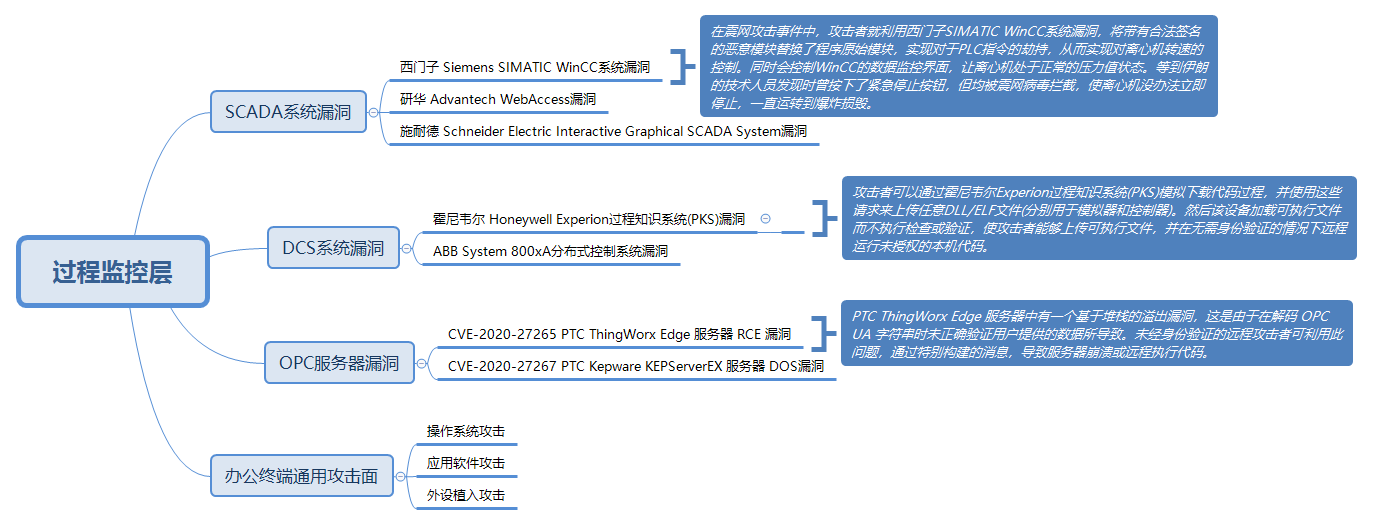 过程监控层
SCADA系统漏洞
西门子 Siemens SIMATIC WinCC系统漏洞
在震网攻击事件中，攻击者就利用西门子SIMATIC WinCC系统漏洞，将带有合法签名
的恶意模块替换了程序原始模块，实现对于PLC指令的劫持，从而实现对离心机转速的
控制。同时会控制WinCC的数据监控界面，让离心机处于正常的压力值状态。等到伊朗
的技术人员发现时曾按下了紧急停止按钮，但均被震网病毒拦截，使离心机没办法立即
停止，一直运转到爆炸损毁。
研华 Advantech WebAccess漏洞
施耐德 Schneider Electric Interactive Graphical SCADA System漏洞
DCS系统漏洞
霍尼韦尔 Honeywell Experion过程知识系统(PKS)漏洞
攻击者可以通过霍尼韦尔Experion过程知识系统(PKS)模拟下载代码过程，并使用这些
请求来上传任意DLL/ELF文件(分别用于模拟器和控制器)。然后该设备加载可执行文件
而不执行检查或验证，使攻击者能够上传可执行文件，并在无需身份验证的情况下远程
运行未授权的本机代码。
ABB System 800xA分布式控制系统漏洞
OPC服务器漏洞
CVE-2020-27265 PTC ThingWorx Edge 服务器 RCE 漏洞
PTC ThingWorx Edge 服务器中有一个基于堆栈的溢出漏洞，这是由于在解码 OPC
UA 字符串时未正确验证用户提供的数据所导致。未经身份验证的远程攻击者可利用此
问题，通过特别构建的消息，导致服务器崩溃或远程执行代码。
CVE-2020-27267 PTC Kepware KEPServerEX 服务器 DOS漏洞
办公终端通用攻击面
操作系统攻击
应用软件攻击
外设植入攻击